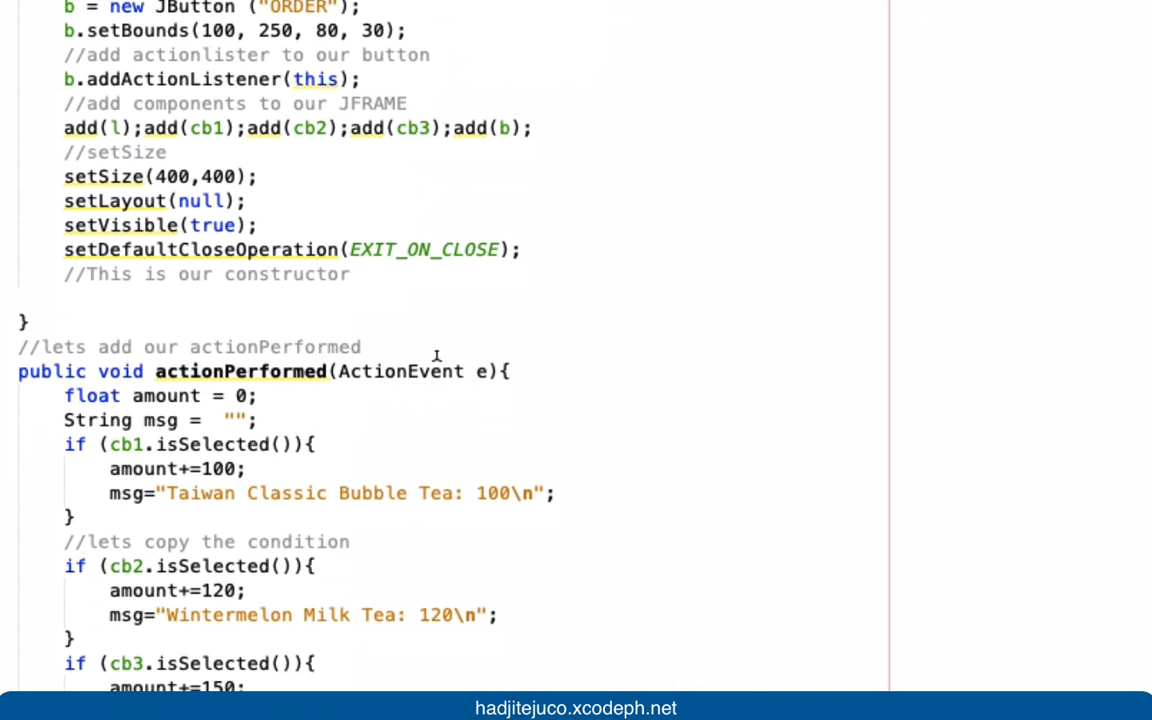 b = new JButton ("ORDER");
b.setBounds(100, 250, 80, 30);
//add actionlister to our button
b.addActionListener(this);
//add components to our JFRAME
add(l);add(cb1);add(cb2);add(cb3);add(b);
//setSize
setSize(400,400);
setLayout(null);
setVisible(true);
setDefaultCloseOperation(EXIT_ON_CLOSE);
//This is our constructor
}
//lets add our actionPerformed
public void actionPerformed(ActionEvent e){
float amount = 0;
String msg =  "";
if (cb1.isSelected()){
amount+=100;
msg="Taiwan Classic Bubble Tea: 100\n";
}
//lets copy the condition
if (cb2.isSelected()){
amount+=120;
msg="Wintermelon Milk Tea: 120\n";
}
if (cb3.isSelected()){
amount+=150;
hadjitejuco.xcodeph.net